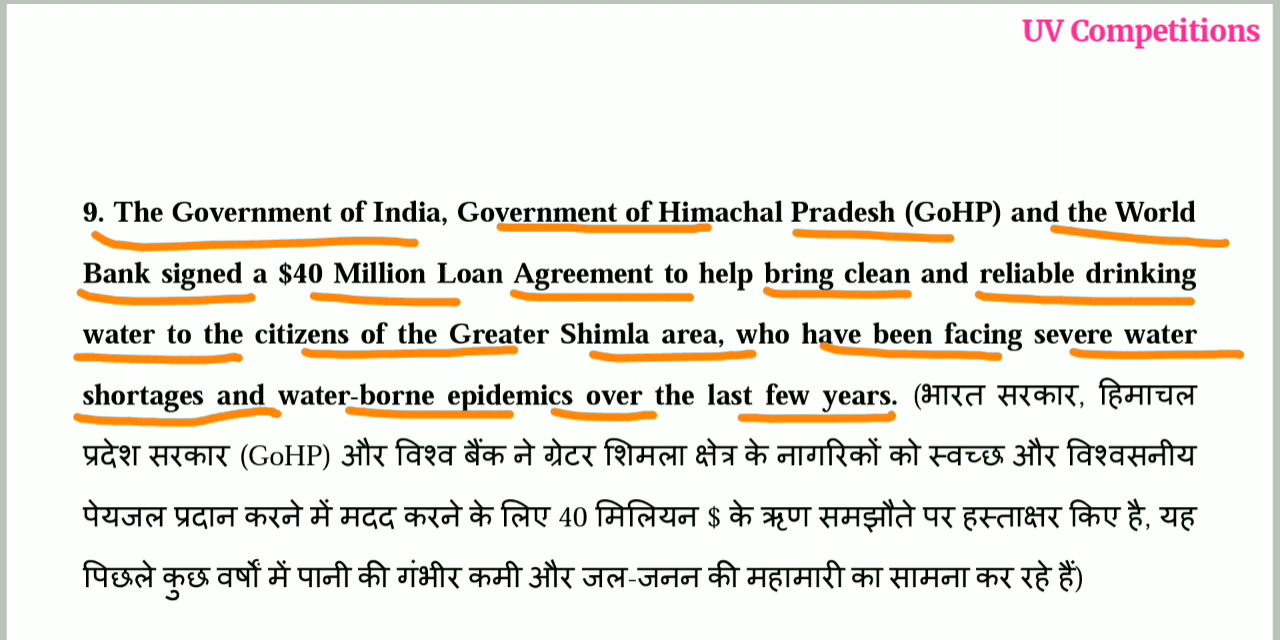 UV Competitions
9. The Government of India, Government of Himachal Pradesh (GoHP) and the World
Bank signed a $40 Million Loan Agreement to help bring clean and reliable drinking
water to the citizens of the Greater Shimla area, who have been facing severe water
shortages and water-borne epidemics over the last few years. (भारत सरकार, हिमाचल
प्रदेश सरकार (GoHP) और विश्व बैंक ने ग्रेटर शिमला क्षेत्र के नागरिकों को स्वच्छ और विश्वसनीय
पेयजल प्रदान करने में मदद करने के लिए 40 मिलियन $ के ऋण समझौते पर हस्ताक्षर किए है, यह
पिछले कुछ वर्षों में पानी की गंभीर कमी और जल-जनन की महामारी का सामना कर रहे हैं)